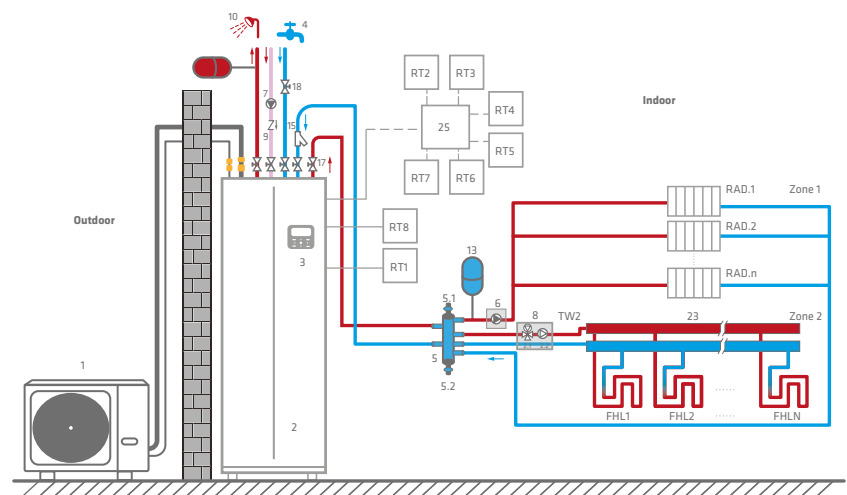 10
4
RT2
RT3
7
18
Indoor
RT4
15
25
9
RT5
17
RT7
RT6
RAD.1
Zone 1
Outdoor
RT8
RAD.2
3
13
RT1
RAD.n
5.1
6
8
TW2
23
Zone 2
5
1
5.2
FHL1
FHL2
FHLN
2